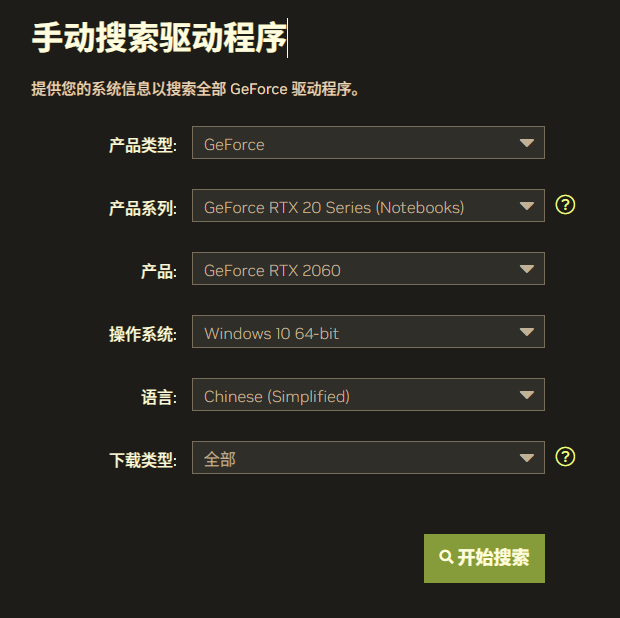 手动搜索驱动程序
提供您的系统信息以搜索全部 GeForce 驱动程序。
产品类型: GeForce
产品系列: GeForce RTX 20 Series (Notebooks) ?
产品: GeForce RTX 2060
操作系统: Windows 10 64-bit
语言: Chinese (Simplified)
下载类型: 全部 ?
开始搜索